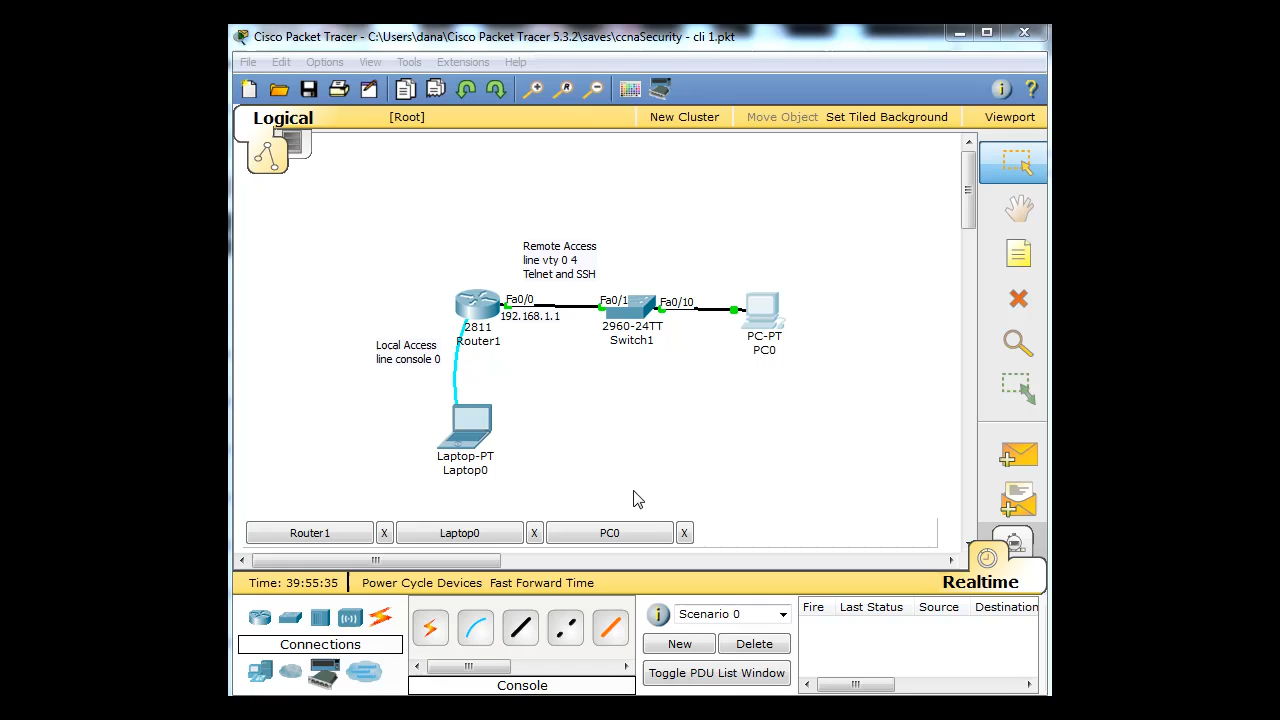 Cisco Packet Tracer - C:\Users\dana\Cisco Packet Tracer 5.3.2\saves\ccnaSecurity - cli 1.pkt
File Edit Options View Tools Extensions Help
Logical [Root] New Cluster Move Object Set Tiled Background Viewport
Remote Access
line vty 0 4
Telnet and SSH
Fa0/0 Fa0/1 Fa0/10
192.168.1.1
2811
Router1
2960-24TT
Switch1
PC-PT
PC0
Local Access
line console 0
Laptop-PT
Laptop0
Router1 X Laptop0 X PC0 X
Time: 39:55:35 Power Cycle Devices Fast Forward Time Realtime
Scenario 0
Fire Last Status Source Destination
Connections
New Delete
Toggle PDU List Window
Console